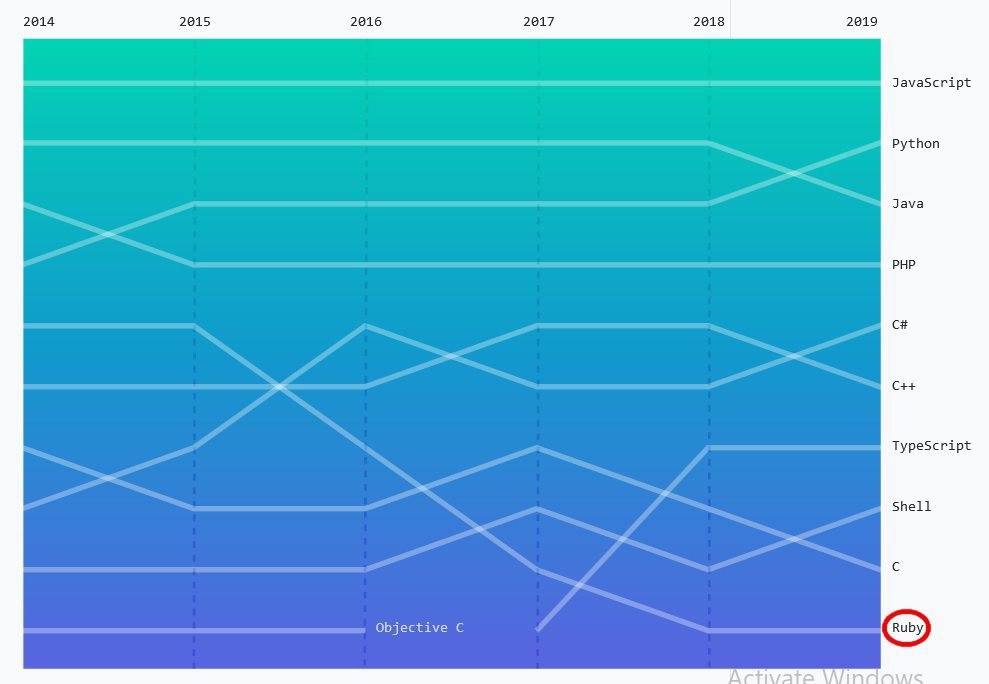 2014 2015 2016 2017 2018 2019
JavaScript
Python
Java
PHP
C#
C++
TypeScript
Shell
C
Objective C Ruby
Activate Windows